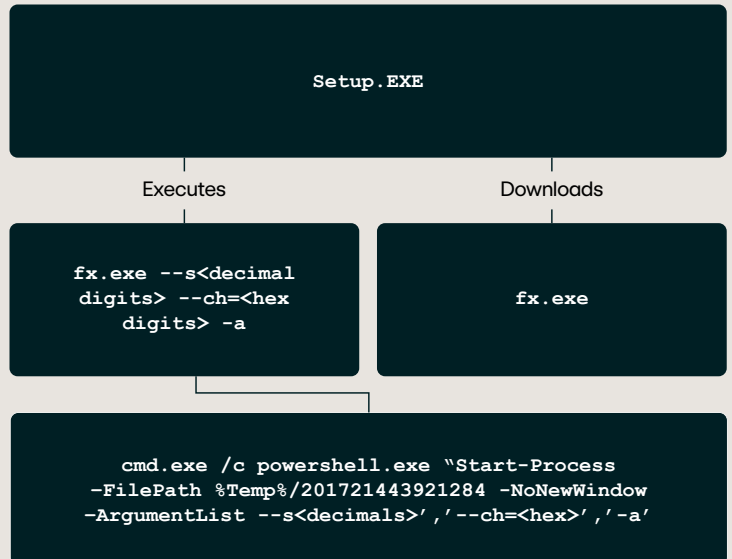 Setup.EXE
Executes
Downloads
fx.exe --s<decimal
digits> --ch=<hex
digits> -a
fx.exe
cmd.exe /c powershell.exe “Start-Process
–FilePath %Temp%/201721443921284 -NoNewWindow
–ArgumentList --s<decimals>’,’--ch=<hex>’,’-a’